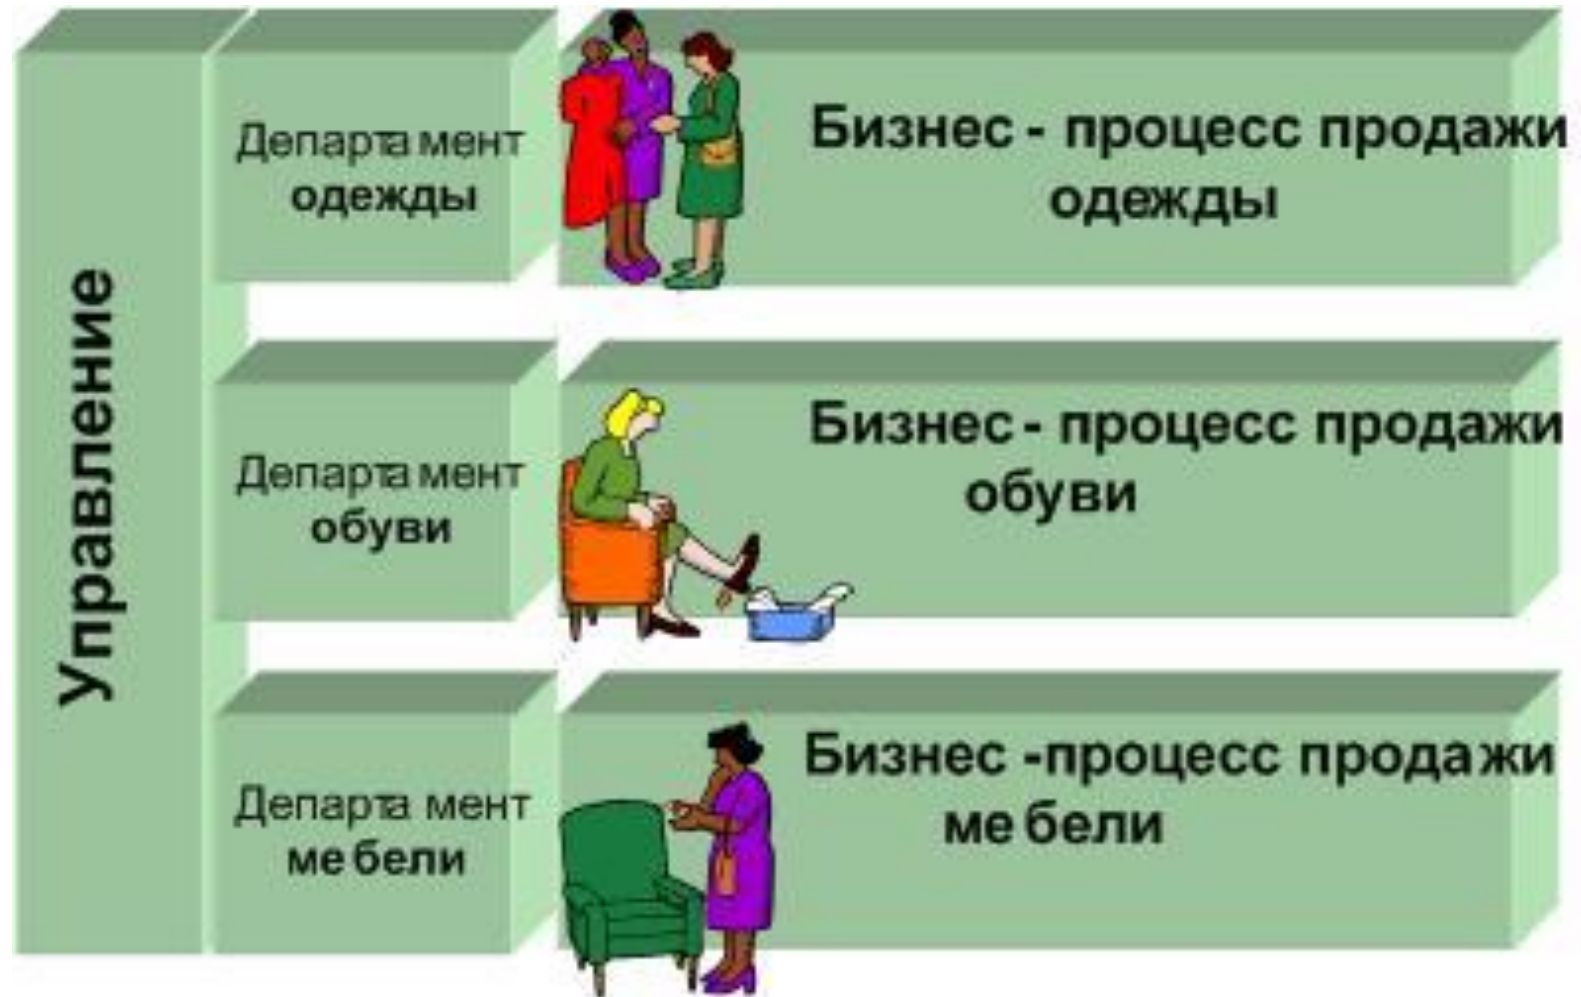 Управление
Департамент
одежды
Бизнес - процесс продажи
одежды
Департамент
обуви
Бизнес - процесс продажи
обуви
Департамент
мебели
Бизнес -процесс продажи
мебели